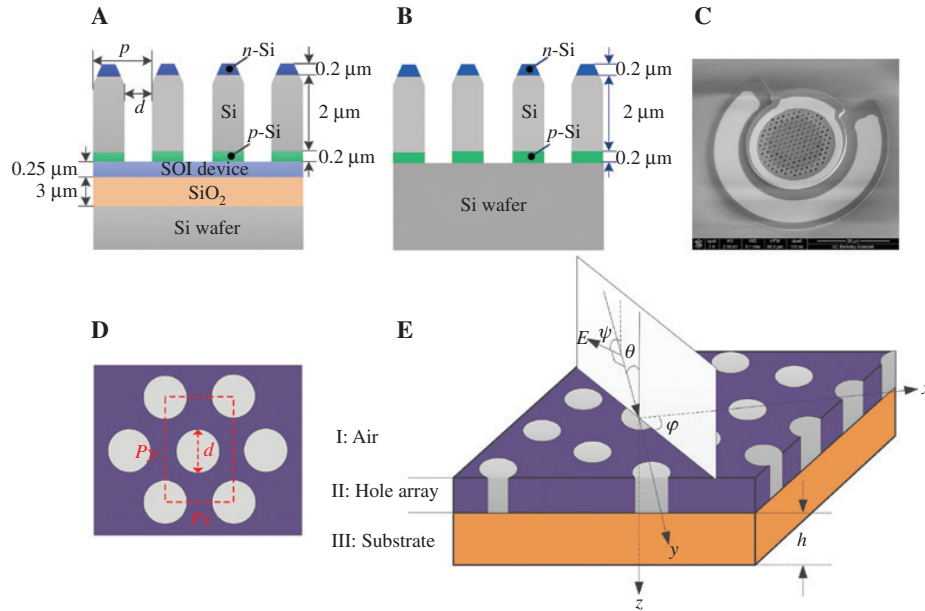 A
p
d
n-Si
0.2 μm
Si
2 μm
p-Si
0.2 μm
0.25 μm
SOI device
3 μm
SiO₂
Si wafer
B
n-Si
0.2 μm
Si
2 μm
p-Si
0.2 μm
Si wafer
C
D
Py
d
Px
E
E
ψ
θ
φ
x
I: Air
II: Hole array
III: Substrate
h
y
z